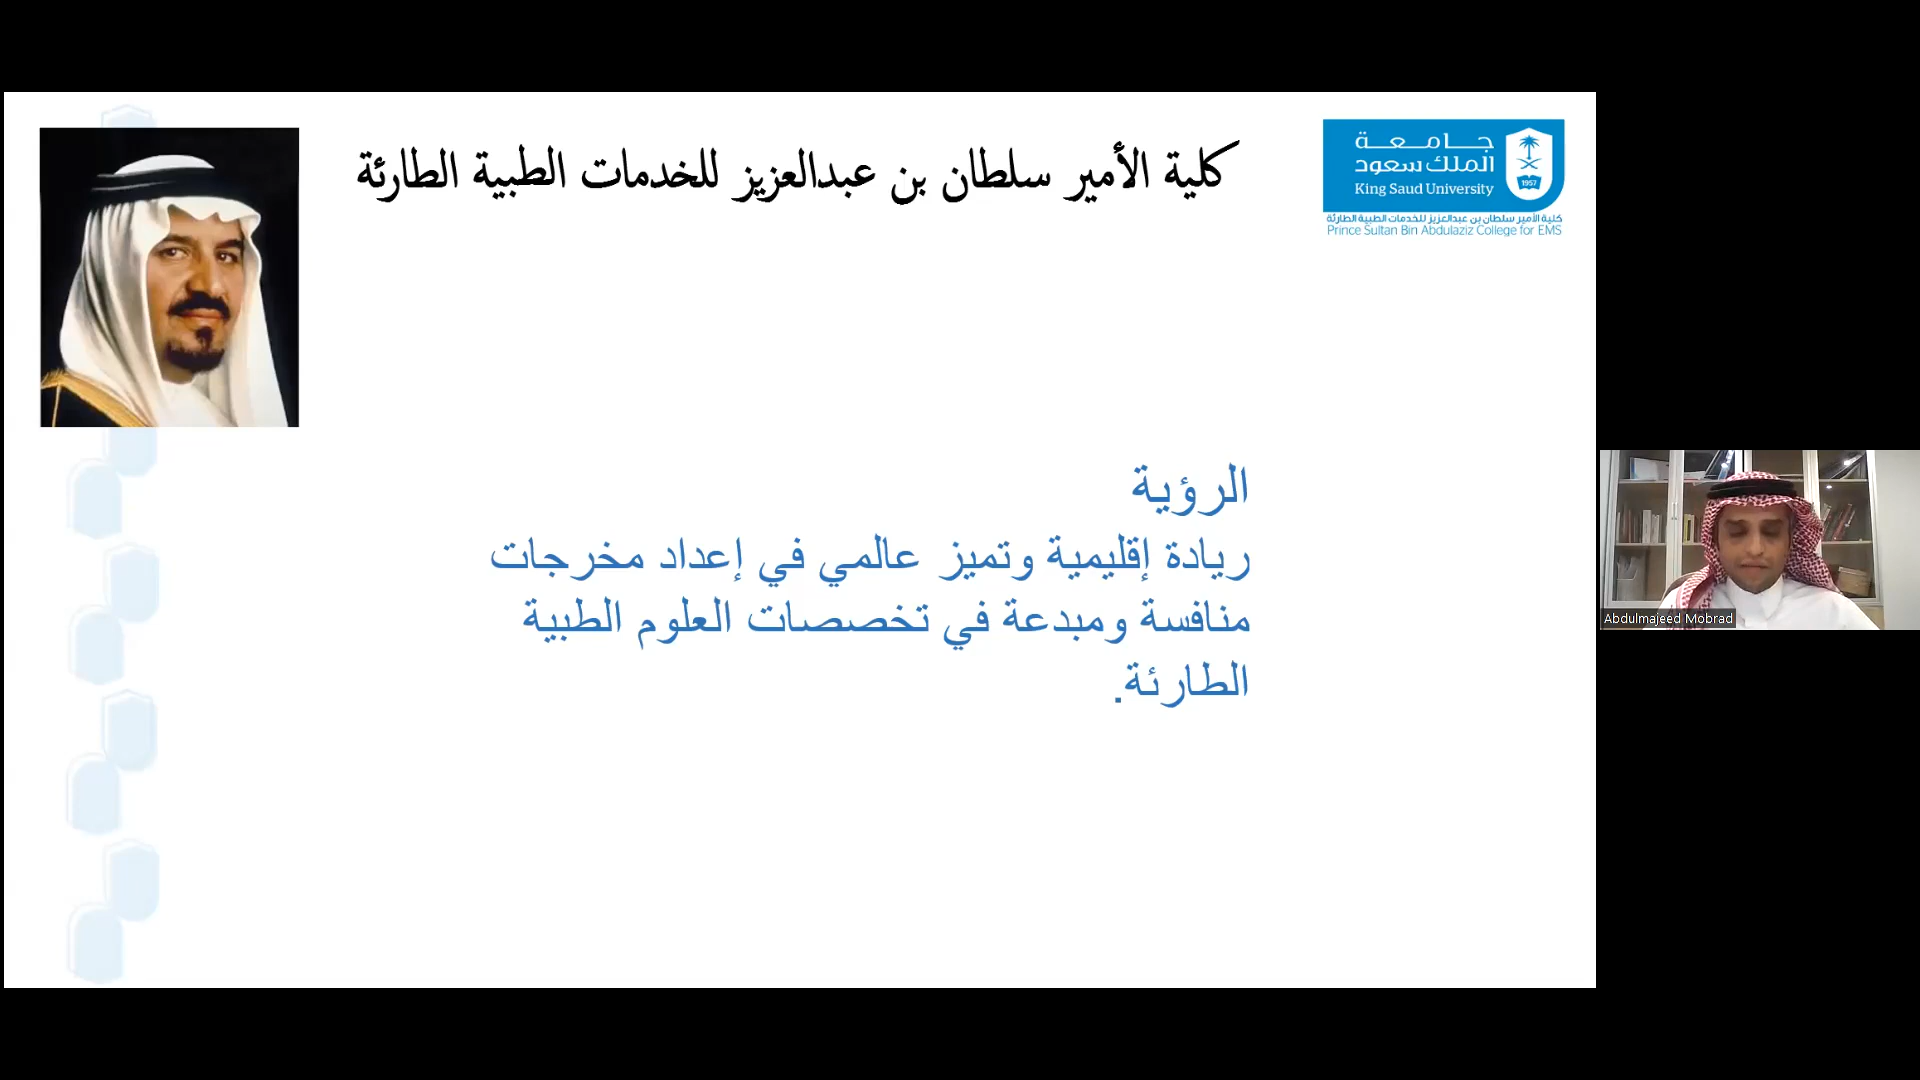 كلية الأمير سلطان بن عبدالعزيز للخدمات الطبية الطارئة
جامعة
الملك سعود
King Saud University
1957
كلية الأمير سلطان بن عبدالعزيز للخدمات الطبية الطارئة
Prince Sultan Bin Abdulaziz College for EMS
الرؤية
ريادة إقليمية وتميز عالمي في إعداد مخرجات
منافسة ومبدعة في تخصصات العلوم الطبية
الطارئة.
Abdulmajeed Mobrad